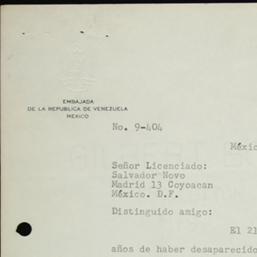 EMBAJADA
DE LA REPUBLICA DE VENEZUELA
MEXICO
No. 9-404
Méxic
Señor Licenciado:
Salvador Novo
Madrid 13 Coyoacan
México. D.F.
Distinguido amigo:
El 21
años de haber desaparecido